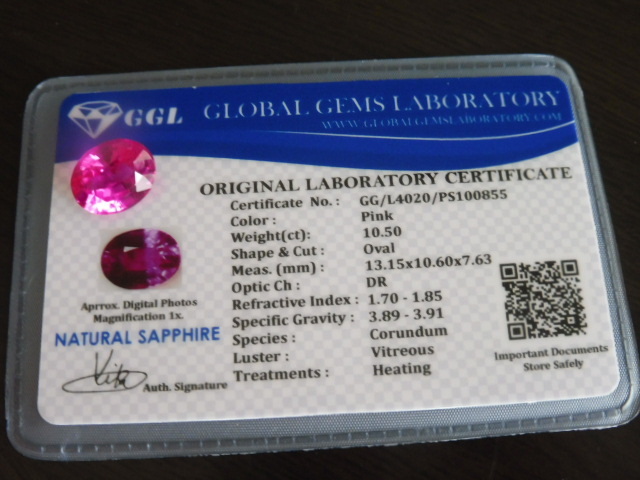 GGL GLOBAL GEMS LABORATORY
WWW.GLOBALGEMSLABORATORY.COM
ORIGINAL LABORATORY CERTIFICATE
Certificate No. : GG/L4020/PS100855
Color : Pink
Weight(ct): 10.50
Shape & Cut : Oval
Meas. (mm) : 13.15x10.60x7.63
Optic Ch : DR
Refractive Index : 1.70 - 1.85
Specific Gravity : 3.89 - 3.91
Species : Corundum
Luster : Vitreous
Treatments : Heating
Aprrox. Digital Photos
Magnification 1x.
NATURAL SAPPHIRE
Auth. Signature
Important Documents
Store Safely